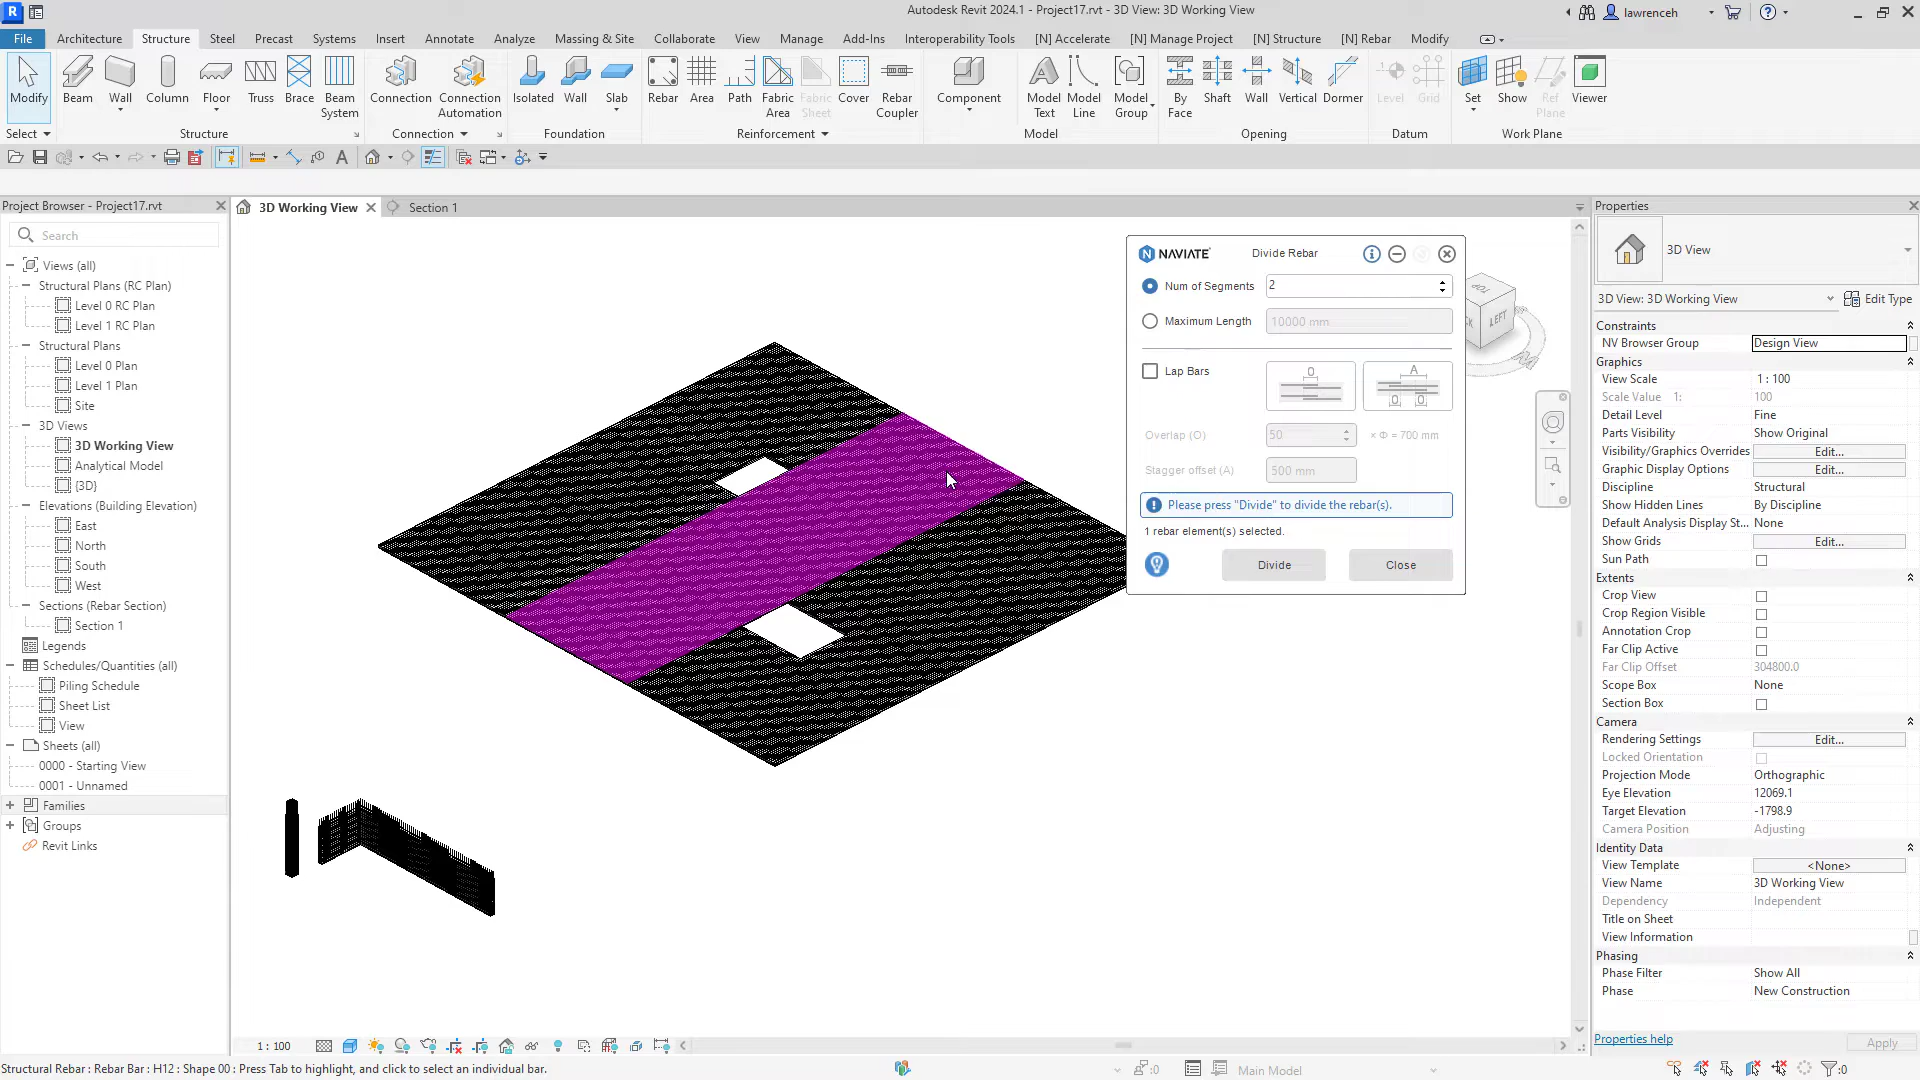 Autodesk Revit 2024.1 - Project17.rvt - 3D View: 3D Working View
lawrenceh
File Architecture Structure Steel Precast Systems Insert Annotate Analyze Massing & Site Collaborate View Manage Add-Ins Interoperability Tools [N] Accelerate [N] Manage Project [N] Structure [N] Rebar Modify
Modify Beam Wall Column Floor Truss Brace Beam System Connection Connection Automation Isolated Wall Slab Rebar Area Path Fabric Area Fabric Sheet Cover Rebar Coupler Component Model Text Model Line Model Group By Face Shaft Wall Vertical Dormer Level Grid Set Show Ref Plane Viewer
Select Structure Connection Foundation Reinforcement Model Opening Datum Work Plane
Project Browser - Project17.rvt
Search
Views (all)
Structural Plans (RC Plan)
Level 0 RC Plan
Level 1 RC Plan
Structural Plans
Level 0 Plan
Level 1 Plan
Site
3D Views
3D Working View
Analytical Model
{3D}
Elevations (Building Elevation)
East
North
South
West
Sections (Rebar Section)
Section 1
Legends
Schedules/Quantities (all)
Piling Schedule
Sheet List
View
Sheets (all)
0000 - Starting View
0001 - Unnamed
Families
Groups
Revit Links
3D Working View Section 1
NAVIATE Divide Rebar
Num of Segments 2
Maximum Length 10000 mm
Lap Bars
O
A
O O
Overlap (O) 50 × Φ = 700 mm
Stagger offset (A) 500 mm
Please press "Divide" to divide the rebar(s).
1 rebar element(s) selected.
Divide Close
TOP
CK
LEFT
Properties
3D View
3D View: 3D Working View Edit Type
Constraints
NV Browser Group Design View
Graphics
View Scale 1 : 100
Scale Value 1: 100
Detail Level Fine
Parts Visibility Show Original
Visibility/Graphics Overrides Edit...
Graphic Display Options Edit...
Discipline Structural
Show Hidden Lines By Discipline
Default Analysis Display St... None
Show Grids Edit...
Sun Path
Extents
Crop View
Crop Region Visible
Annotation Crop
Far Clip Active
Far Clip Offset 304800.0
Scope Box None
Section Box
Camera
Rendering Settings Edit...
Locked Orientation
Projection Mode Orthographic
Eye Elevation 12069.1
Target Elevation -1798.9
Camera Position Adjusting
Identity Data
View Template <None>
View Name 3D Working View
Dependency Independent
Title on Sheet
View Information
Phasing
Phase Filter Show All
Phase New Construction
Properties help Apply
1 : 100
Structural Rebar : Rebar Bar : H12 : Shape 00 : Press Tab to highlight, and click to select an individual bar.
:0
Main Model
:0